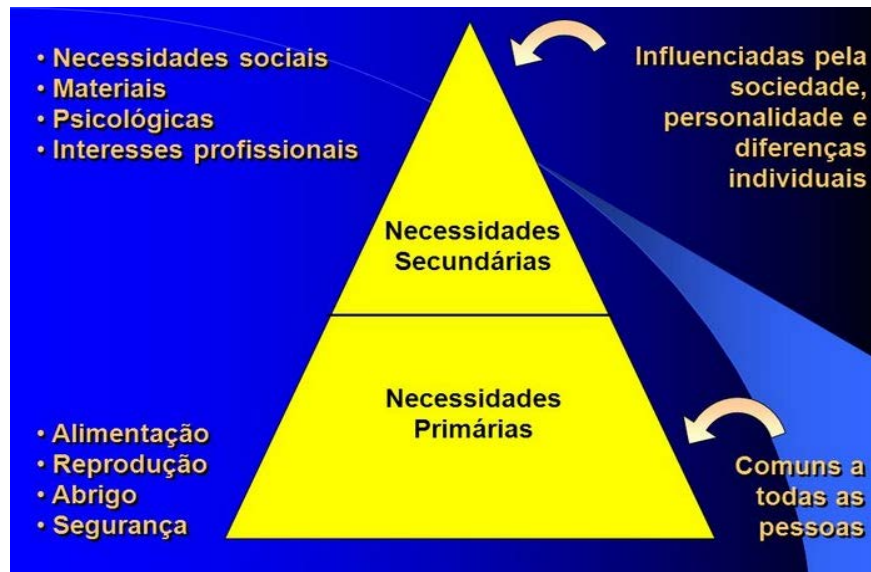 • Necessidades sociais
• Materiais
• Psicológicas
• Interesses profissionais
Influenciadas pela
sociedade,
personalidade e
diferenças
individuais
Necessidades
Secundárias
Necessidades
Primárias
• Alimentação
• Reprodução
• Abrigo
• Segurança
Comuns a
todas as
pessoas